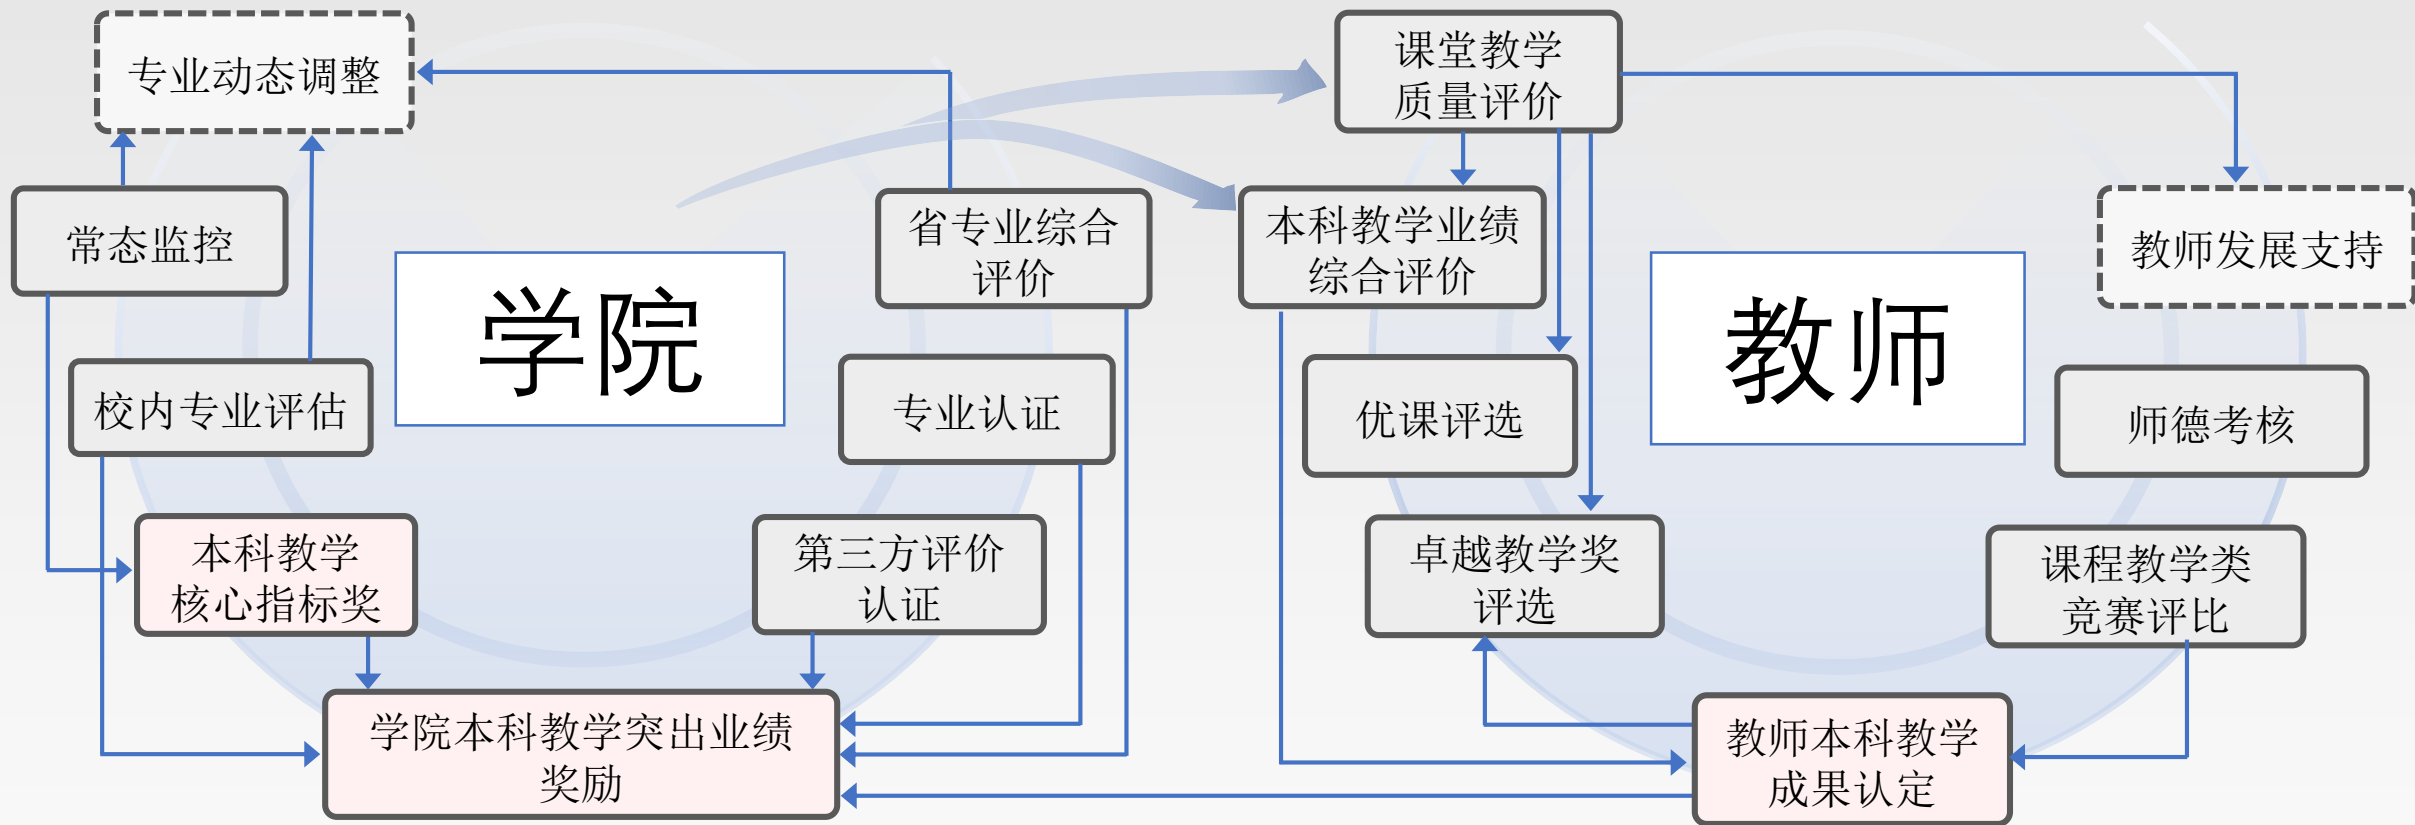 专业动态调整
课堂教学
质量评价
常态监控
省专业综合
评价
本科教学业绩
综合评价
教师发展支持
学院
教师
校内专业评估
专业认证
优课评选
师德考核
本科教学
核心指标奖
第三方评价
认证
卓越教学奖
评选
课程教学类
竞赛评比
学院本科教学突出业绩
奖励
教师本科教学
成果认定